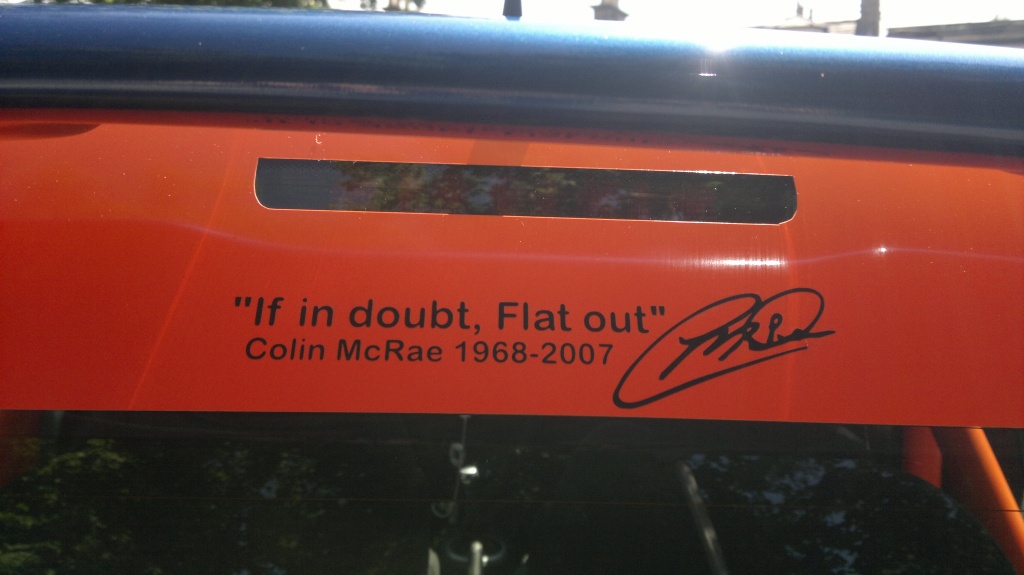 "If in doubt, Flat out"
Colin McRae 1968-2007